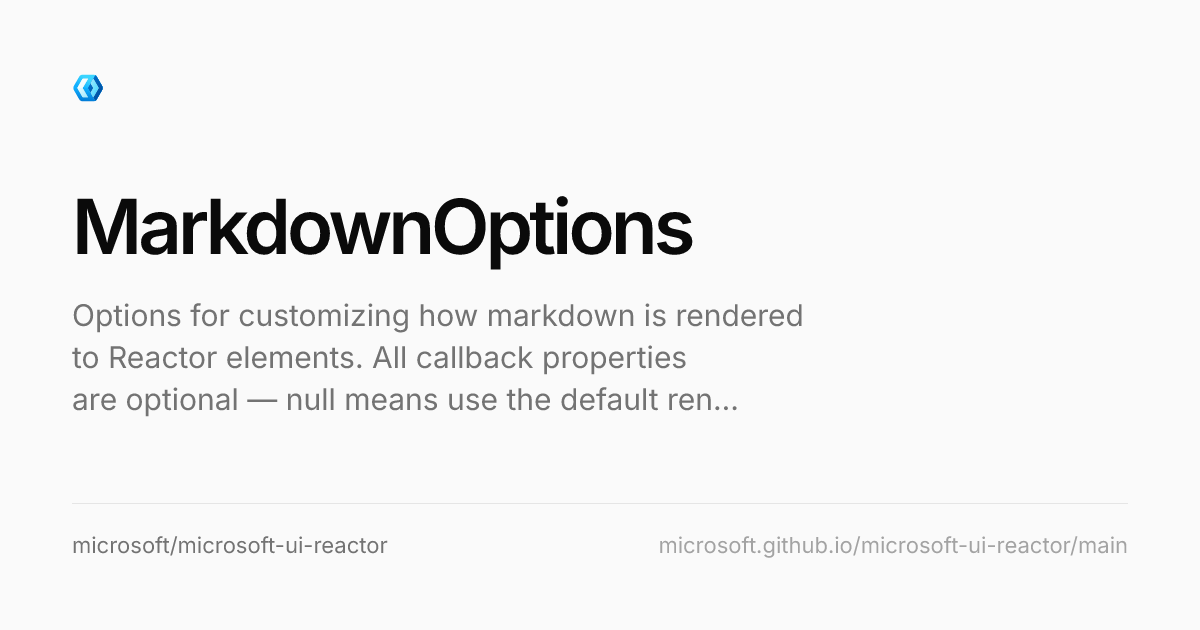 MarkdownOptions
Options for customizing how markdown is rendered
to Reactor elements. All callback properties
are optional — null means use the default ren...
microsoft/microsoft-ui-reactor
microsoft.github.io/microsoft-ui-reactor/main